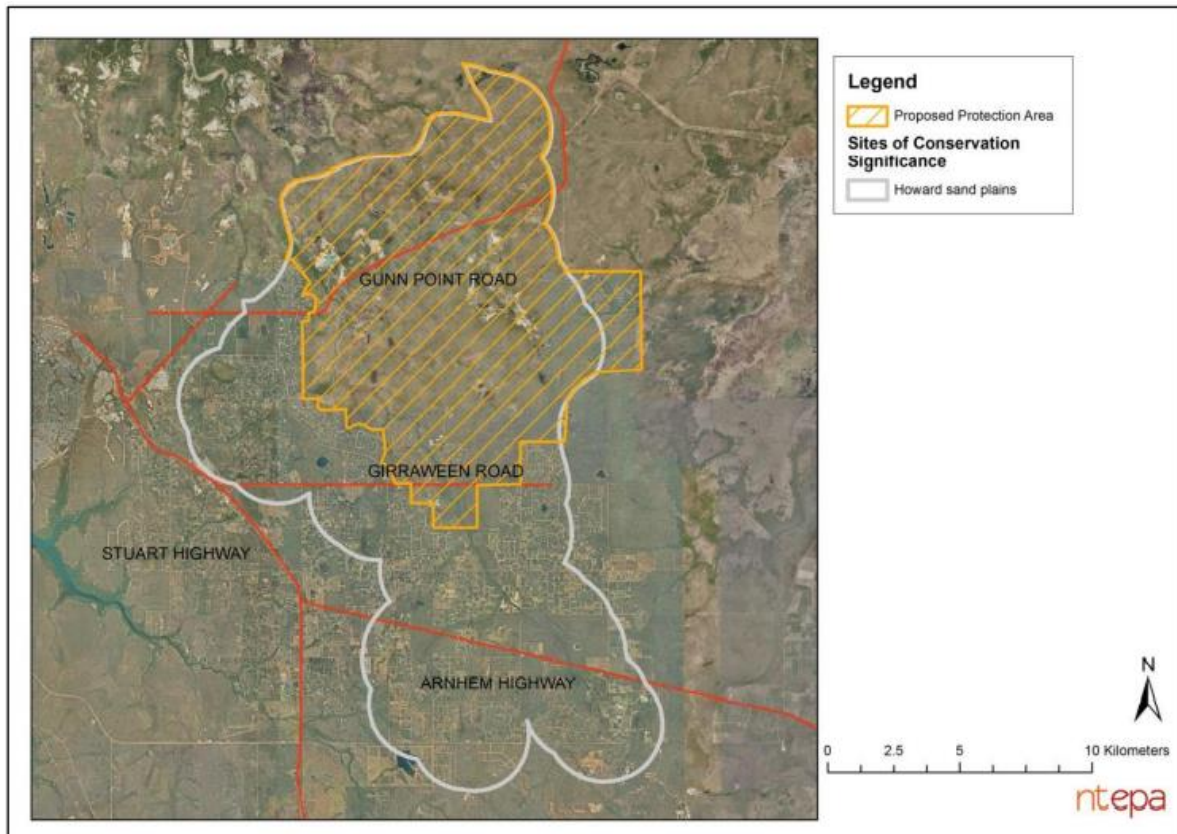 Legend
Proposed Protection Area
Sites of Conservation
Significance
Howard sand plains
GUNN POINT ROAD
GIRRAWEEN ROAD
STUART HIGHWAY
ARNHEM HIGHWAY
N
0 2.5 5 10 Kilometers
ntepa